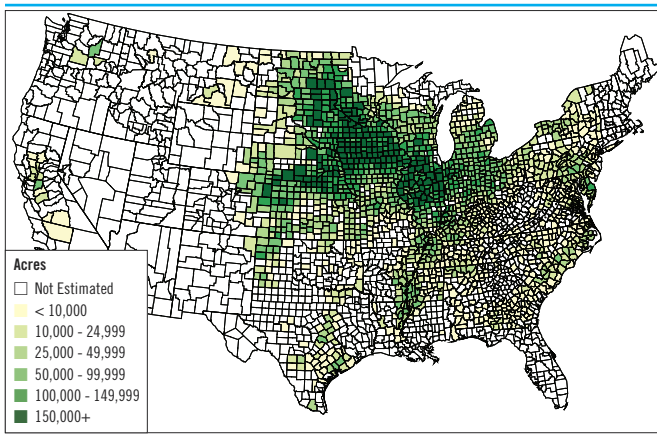 Acres
Not Estimated
< 10,000
10,000 - 24,999
25,000 - 49,999
50,000 - 99,999
100,000 - 149,999
150,000+